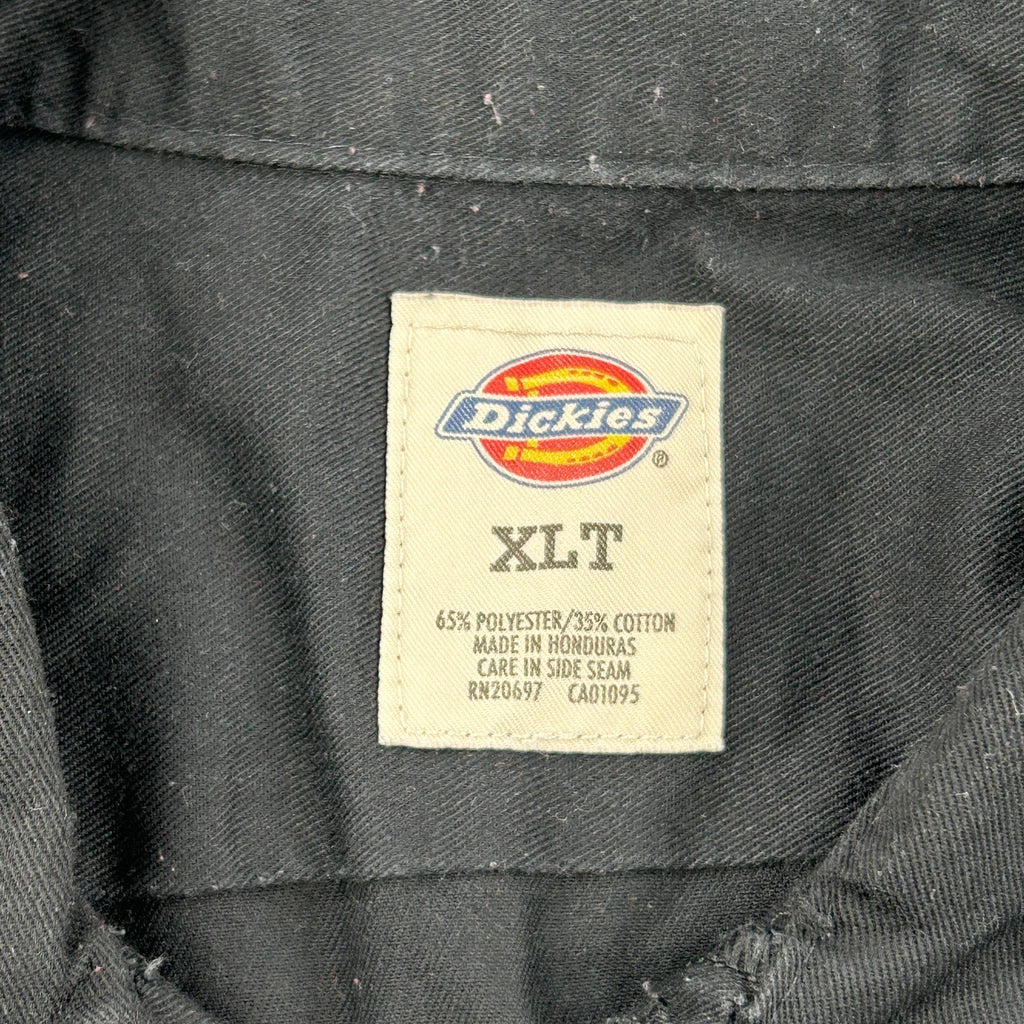 Dickies
®
XLT
65% POLYESTER/35% COTTON
MADE IN HONDURAS
CARE IN SIDE SEAM
RN20697 CA01095